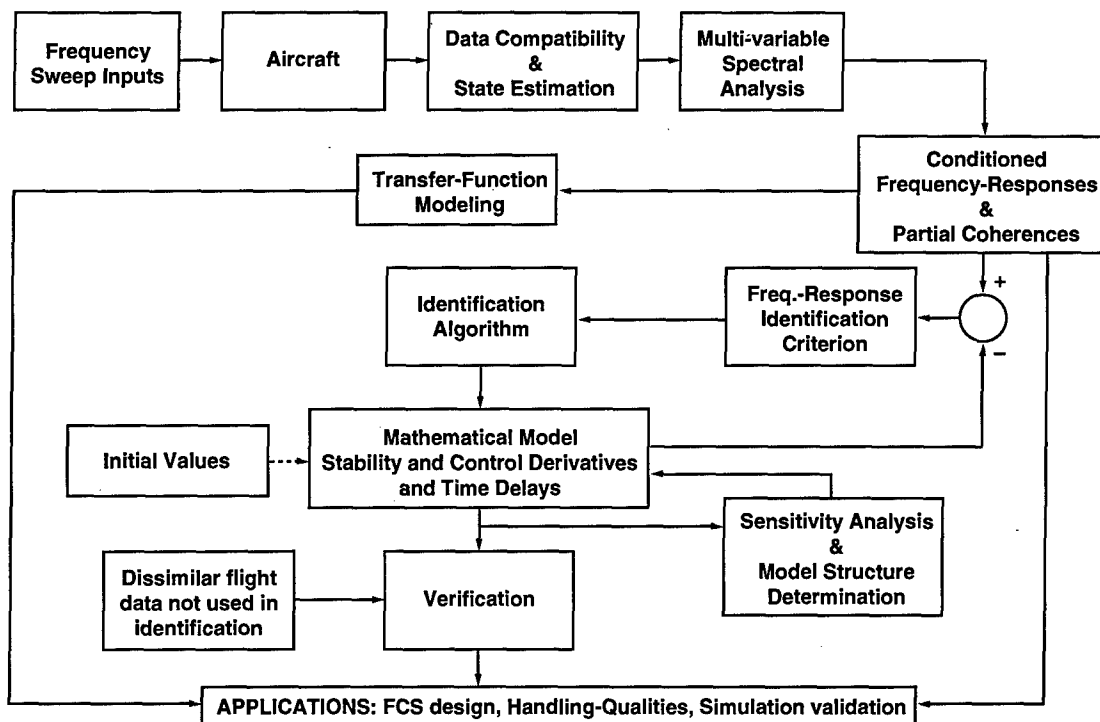 Frequency
Sweep Inputs
Aircraft
Data Compatibility
&
State Estimation
Multi-variable
Spectral
Analysis
Conditioned
Frequency-Responses
&
Partial Coherences
Transfer-Function
Modeling
+
−
Freq.-Response
Identification
Criterion
Identification
Algorithm
Initial Values
Mathematical Model
Stability and Control Derivatives
and Time Delays
Sensitivity Analysis
&
Model Structure
Determination
Dissimilar flight
data not used in
identification
Verification
APPLICATIONS: FCS design, Handling-Qualities, Simulation validation